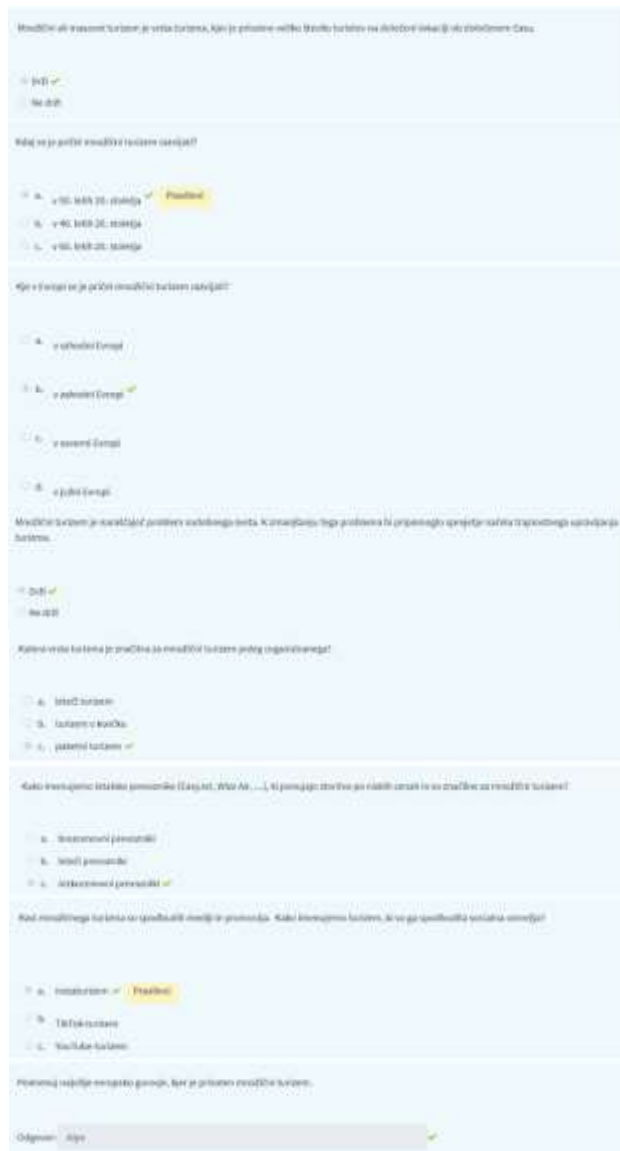 Množični ali masovni turizem je vrsta turizma, kjer je prisotno veliko število turistov na določeni lokaciji ob določenem času.
Drži
Ne drži
Kdaj se je pričel množični turizem razvijati?
a. v 50. letih 20. stoletja Pravilno!
b. v 40. letih 20. stoletja
c. v 60. letih 20. stoletja
Kje v Evropi se je pričel množični turizem razvijati?
a. v vzhodni Evropi
b. v zahodni Evropi
c. v severni Evropi
d. v južni Evropi
Množični turizem je naraščajoč problem sodobnega sveta. K zmanjšanju tega problema bi pripomoglo sprejetje načela trajnostnega upravljanja
turizma.
Drži
Ne drži
Katera vrsta turizma je značilna za množični turizem poleg organiziranega?
a. leteči turizem
b. turizem v kovčku
c. paketni turizem
Kako imenujemo letalske prevoznike (EasyJet, Wizz Air, ...), ki ponujajo storitve po nizkih cenah in so značilne za množični turizem?
a. brezcenovni prevozniki
b. leteči prevozniki
c. nizkocenovni prevozniki
Rast množičnega turizma so spodbudili mediji in promocija. Kako imenujemo turizem, ki so ga spodbudila socialna omrežja?
a. instaturizem Pravilno!
b. TikTok turizem
c. YouTube turizem
najvišje evropsko gorovje, kjer je prisoten množični turizem.
Odgovor: Alpe